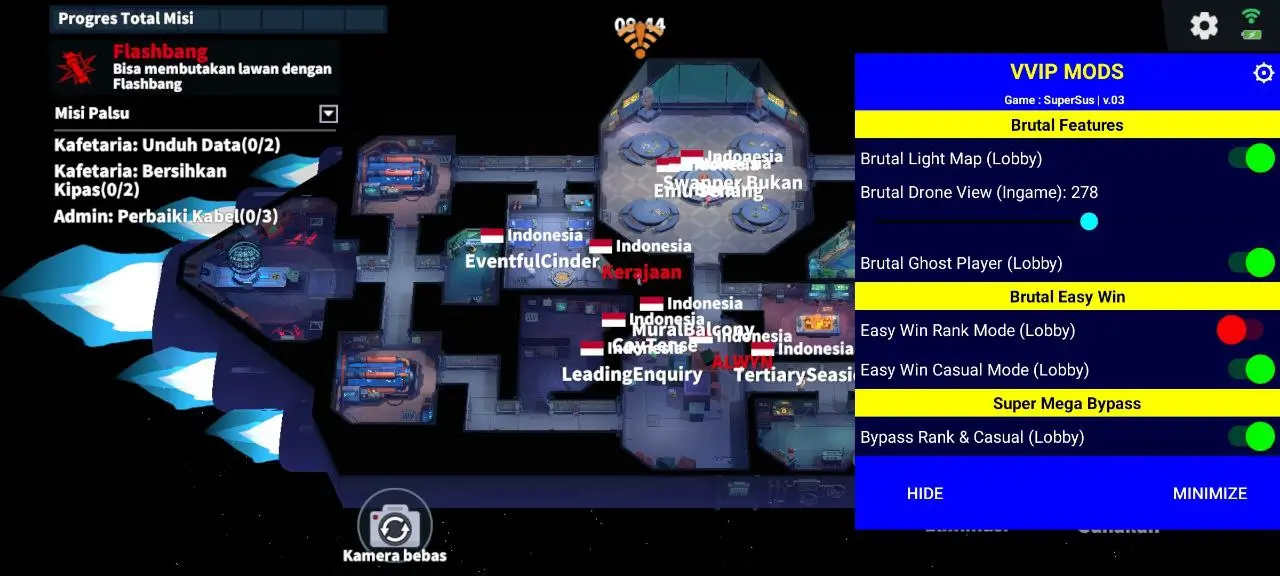 Progres Total Misi
Flashbang
Bisa membutakan lawan dengan
Flashbang
Misi Palsu
Kafetaria: Unduh Data(0/2)
Kafetaria: Bersihkan
Kipas(0/2)
Admin: Perbaiki Kabel(0/3)
Indonesia
Swapper Bukan
Indonesia
EventfulCinder
Indonesia
Kerajaan
Indonesia
MuralBalcony
Indonesia
CoyTense
LeadingEnquiry
ALWYN
Indonesia
Kamera bebas
VVIP MODS
Game : SuperSus | v.03
Brutal Features
Brutal Light Map (Lobby)
Brutal Drone View (Ingame): 278
Brutal Ghost Player (Lobby)
Brutal Easy Win
Easy Win Rank Mode (Lobby)
Easy Win Casual Mode (Lobby)
Super Mega Bypass
Bypass Rank & Casual (Lobby)
HIDE
MINIMIZE